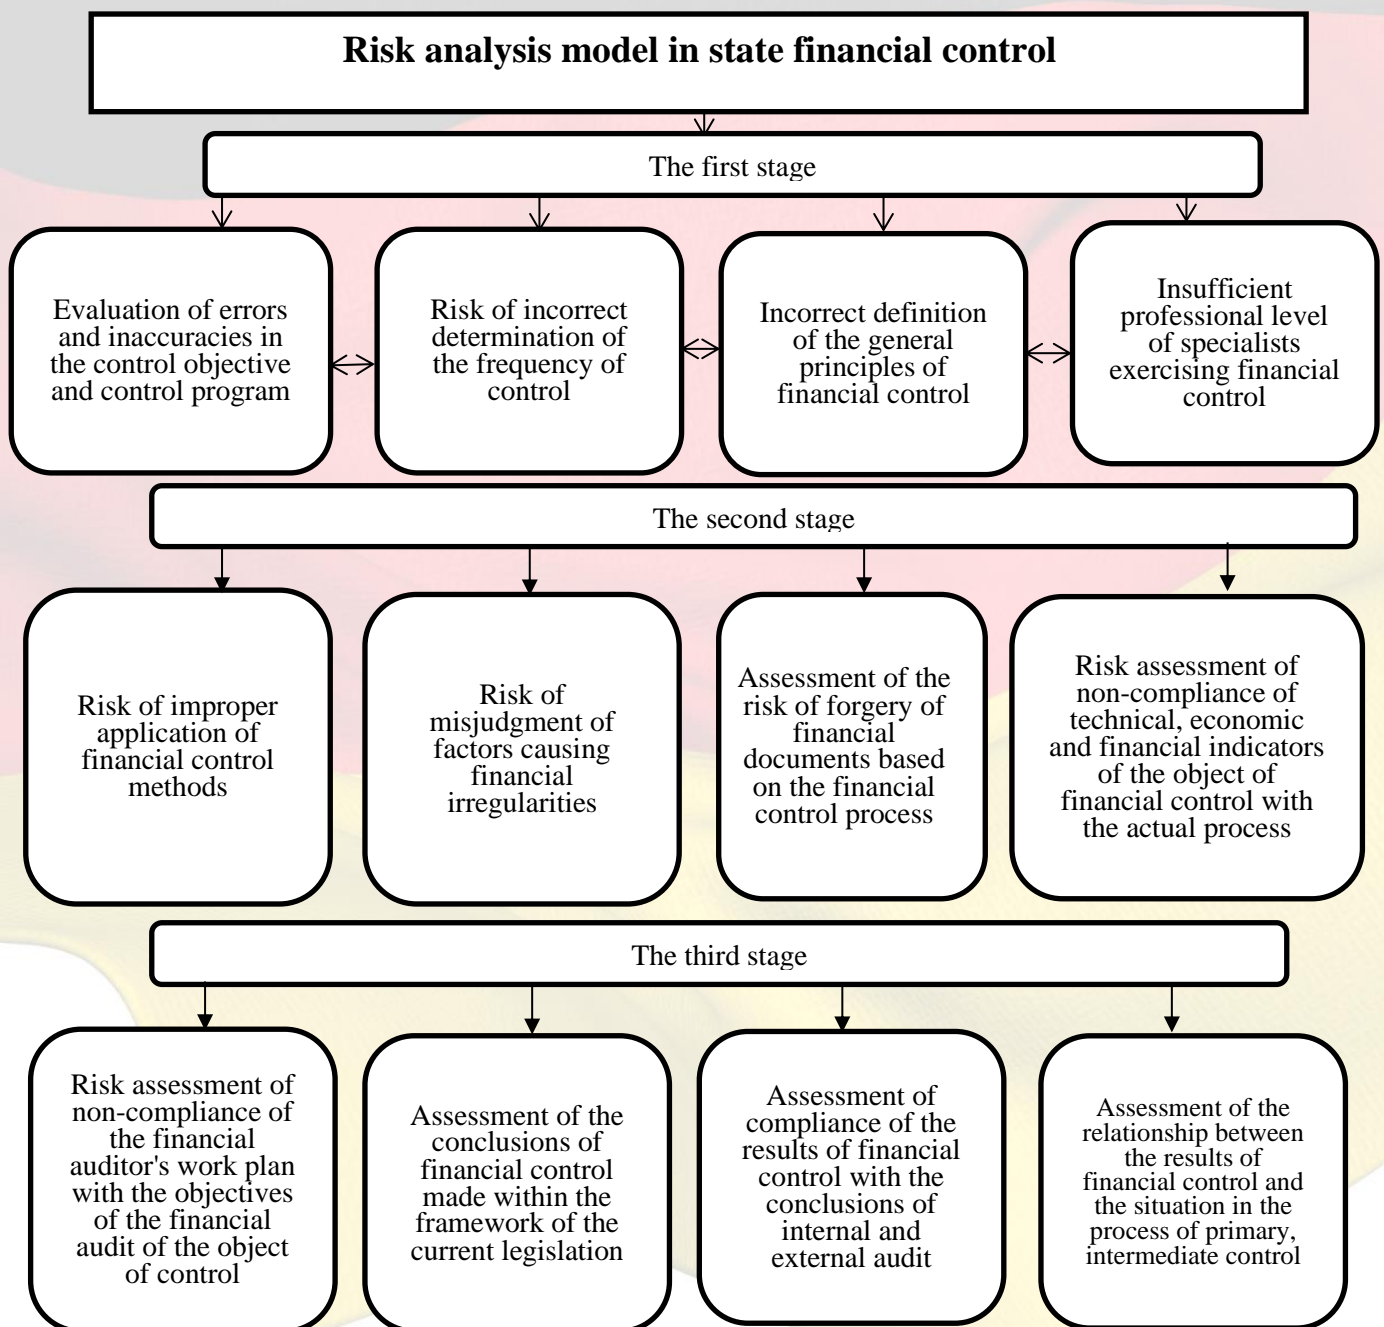 Risk analysis model in state financial control
The first stage
Evaluation of errors
and inaccuracies in
the control objective
and control program
Risk of incorrect
determination of
the frequency of
control
Incorrect definition
of the general
principles of
financial control
Insufficient
professional level
of specialists
exercising financial
control
The second stage
Risk of improper
application of
financial control
methods
Risk of
misjudgment of
factors causing
financial
irregularities
Assessment of the
risk of forgery of
financial
documents based
on the financial
control process
Risk assessment of
non-compliance of
technical, economic
and financial indicators
of the object of
financial control with
the actual process
The third stage
Risk assessment of
non-compliance of
the financial
auditor's work plan
with the objectives
of the financial
audit of the object
of control
Assessment of the
conclusions of
financial control
made within the
framework of the
current legislation
Assessment of
compliance of the
results of financial
control with the
conclusions of
internal and
external audit
Assessment of the
relationship between
the results of
financial control and
the situation in the
process of primary,
intermediate control